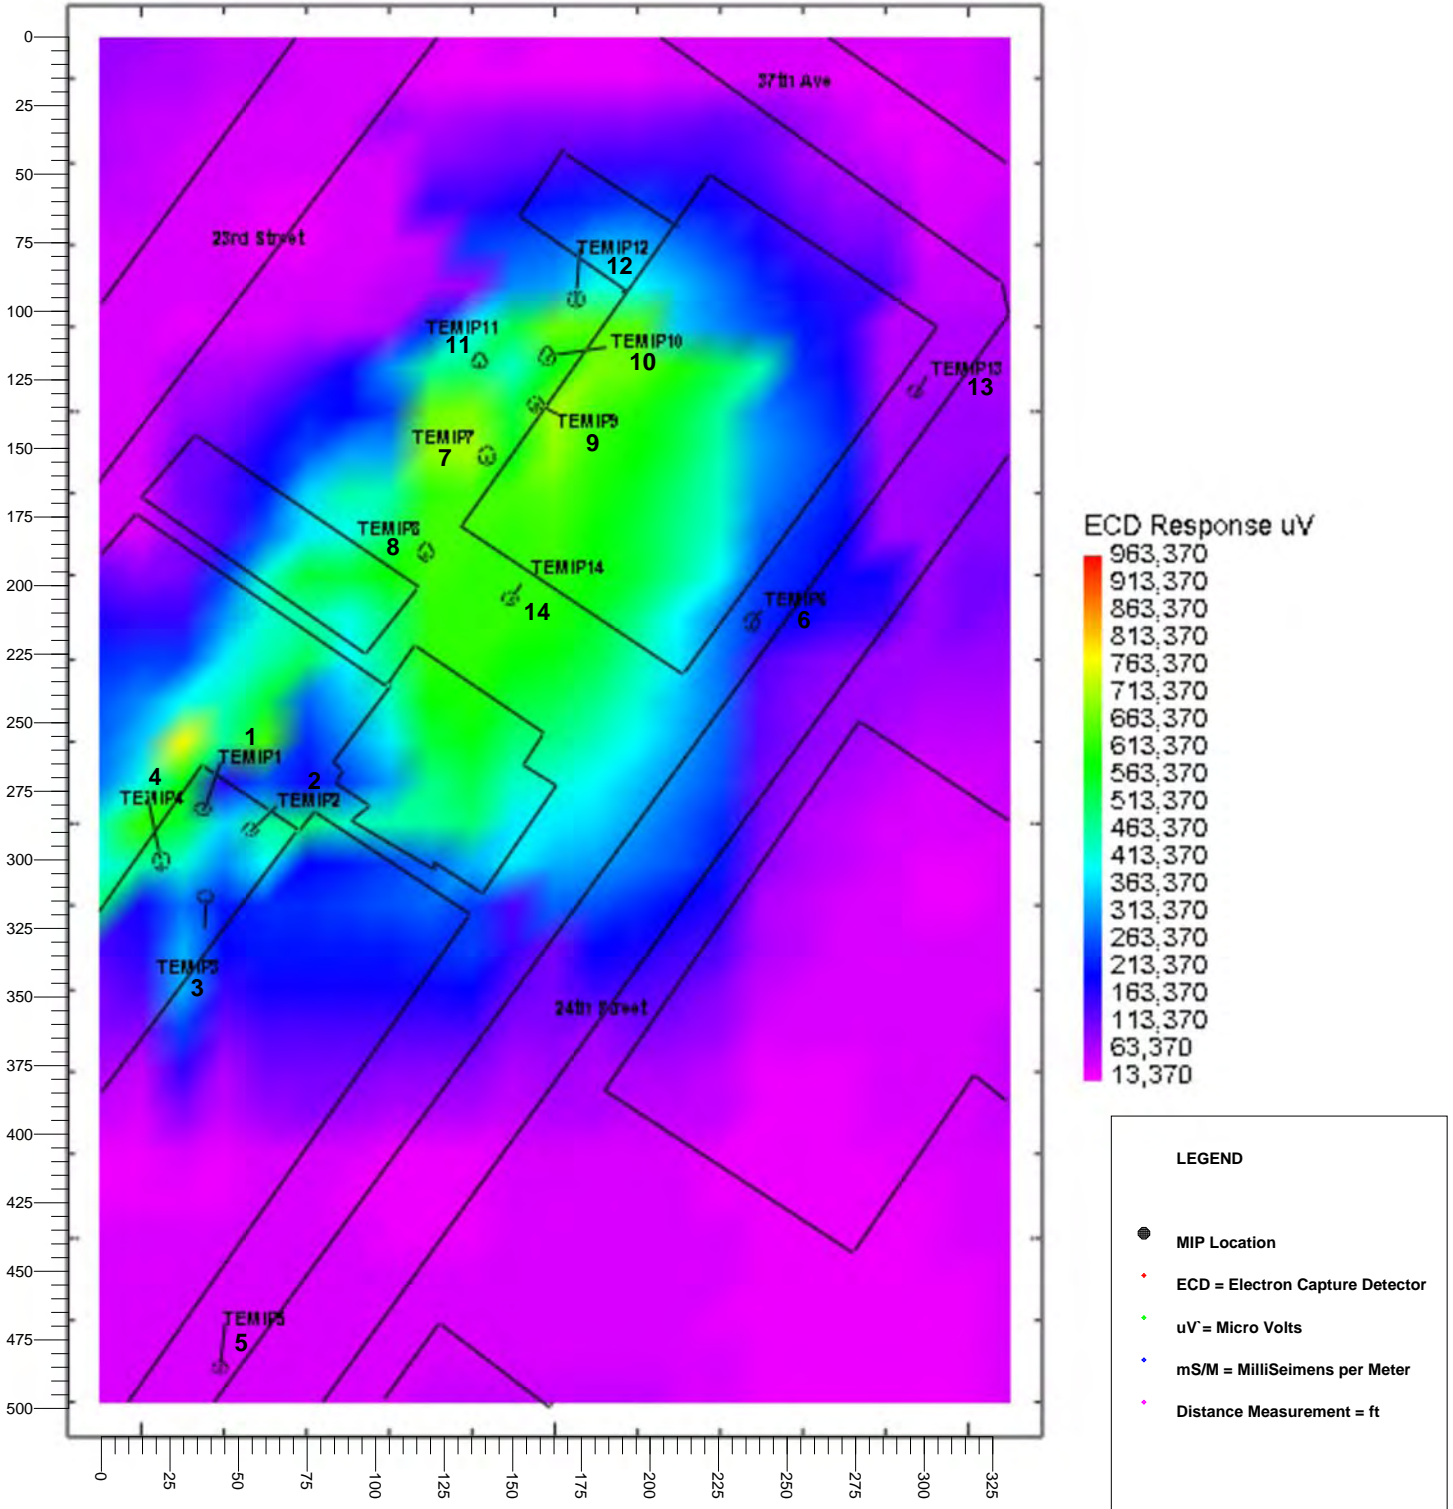 0
25
50
75
100
125
150
175
200
225
250
275
300
325
350
375
400
425
450
475
500
37th Ave
23rd Street
TEMIP12
12
TEMIP11
11
TEMIP10
10
TEMIP13
13
TEMIP9
9
TEMIP7
7
TEMIP8
8
TEMIP14
14
TEMIP6
6
1
TEMIP1
4
TEMIP4
2
TEMIP2
TEMIP3
3
24th Street
TEMIP5
5
0
25
50
75
100
125
150
175
200
225
250
275
300
325
ECD Response uV
963,370
913,370
863,370
813,370
763,370
713,370
663,370
613,370
563,370
513,370
463,370
413,370
363,370
313,370
263,370
213,370
163,370
113,370
63,370
13,370
LEGEND
MIP Location
ECD = Electron Capture Detector
uV`= Micro Volts
mS/M = MilliSeimens per Meter
Distance Measurement = ft